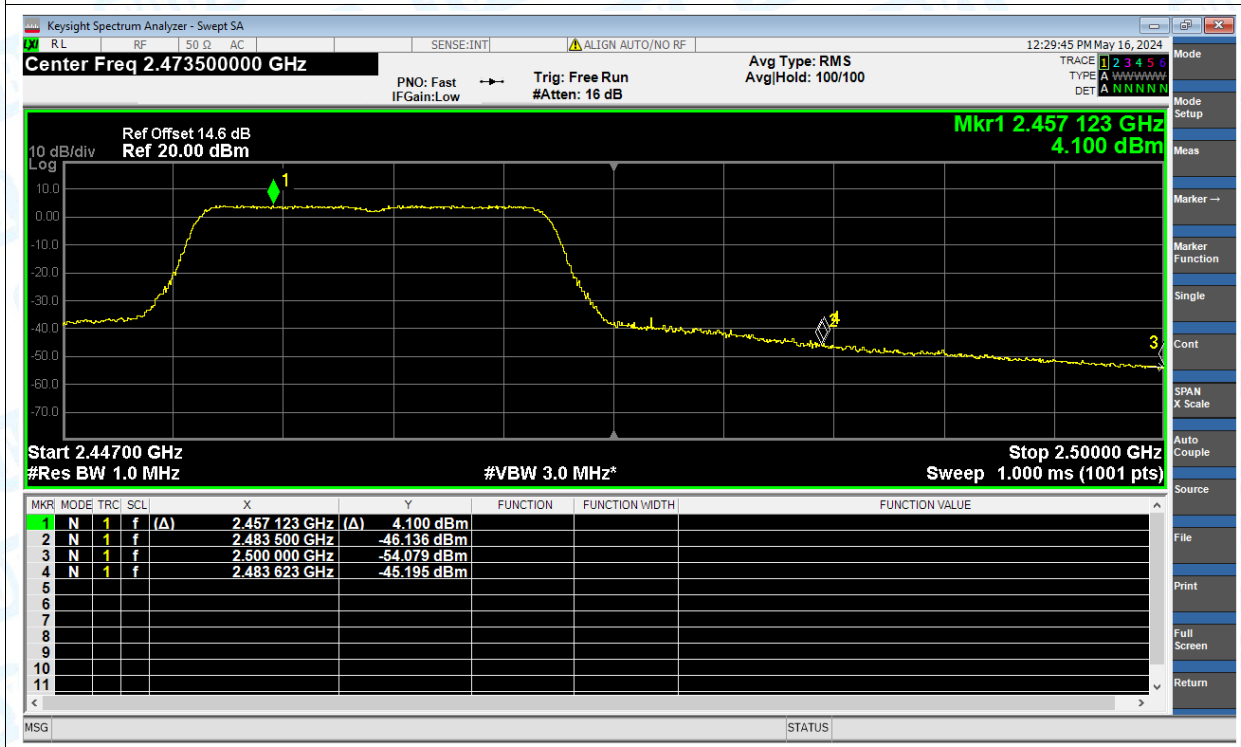 Keysight Spectrum Analyzer - Swept SA
LXI RL RF 50 Ω AC SENSE:INT ALIGN AUTO/NO RF 12:29:45 PM May 16, 2024
Center Freq 2.473500000 GHz
PNO: Fast
IFGain:Low
Trig: Free Run
#Atten: 16 dB
Avg Type: RMS
Avg|Hold: 100/100
TRACE 1 2 3 4 5 6
TYPE A WWWWW
DET A N N N N N
Mkr1 2.457 123 GHz
4.100 dBm
Ref Offset 14.6 dB
10 dB/div Ref 20.00 dBm
Log
10.0
0.00
-10.0
-20.0
-30.0
-40.0
-50.0
-60.0
-70.0
1
4
2
3
Start 2.44700 GHz Stop 2.50000 GHz
#Res BW 1.0 MHz #VBW 3.0 MHz* Sweep 1.000 ms (1001 pts)
MKR MODE TRC SCL X Y FUNCTION FUNCTION WIDTH FUNCTION VALUE
1 N 1 f (Δ) 2.457 123 GHz (Δ) 4.100 dBm
2 N 1 f 2.483 500 GHz -46.136 dBm
3 N 1 f 2.500 000 GHz -54.079 dBm
4 N 1 f 2.483 623 GHz -45.195 dBm
5
6
7
8
9
10
11
MSG STATUS
Mode
Mode
Setup
Meas
Marker→
Marker
Function
Single
Cont
SPAN
X Scale
Auto
Couple
Source
File
Print
Full
Screen
Return